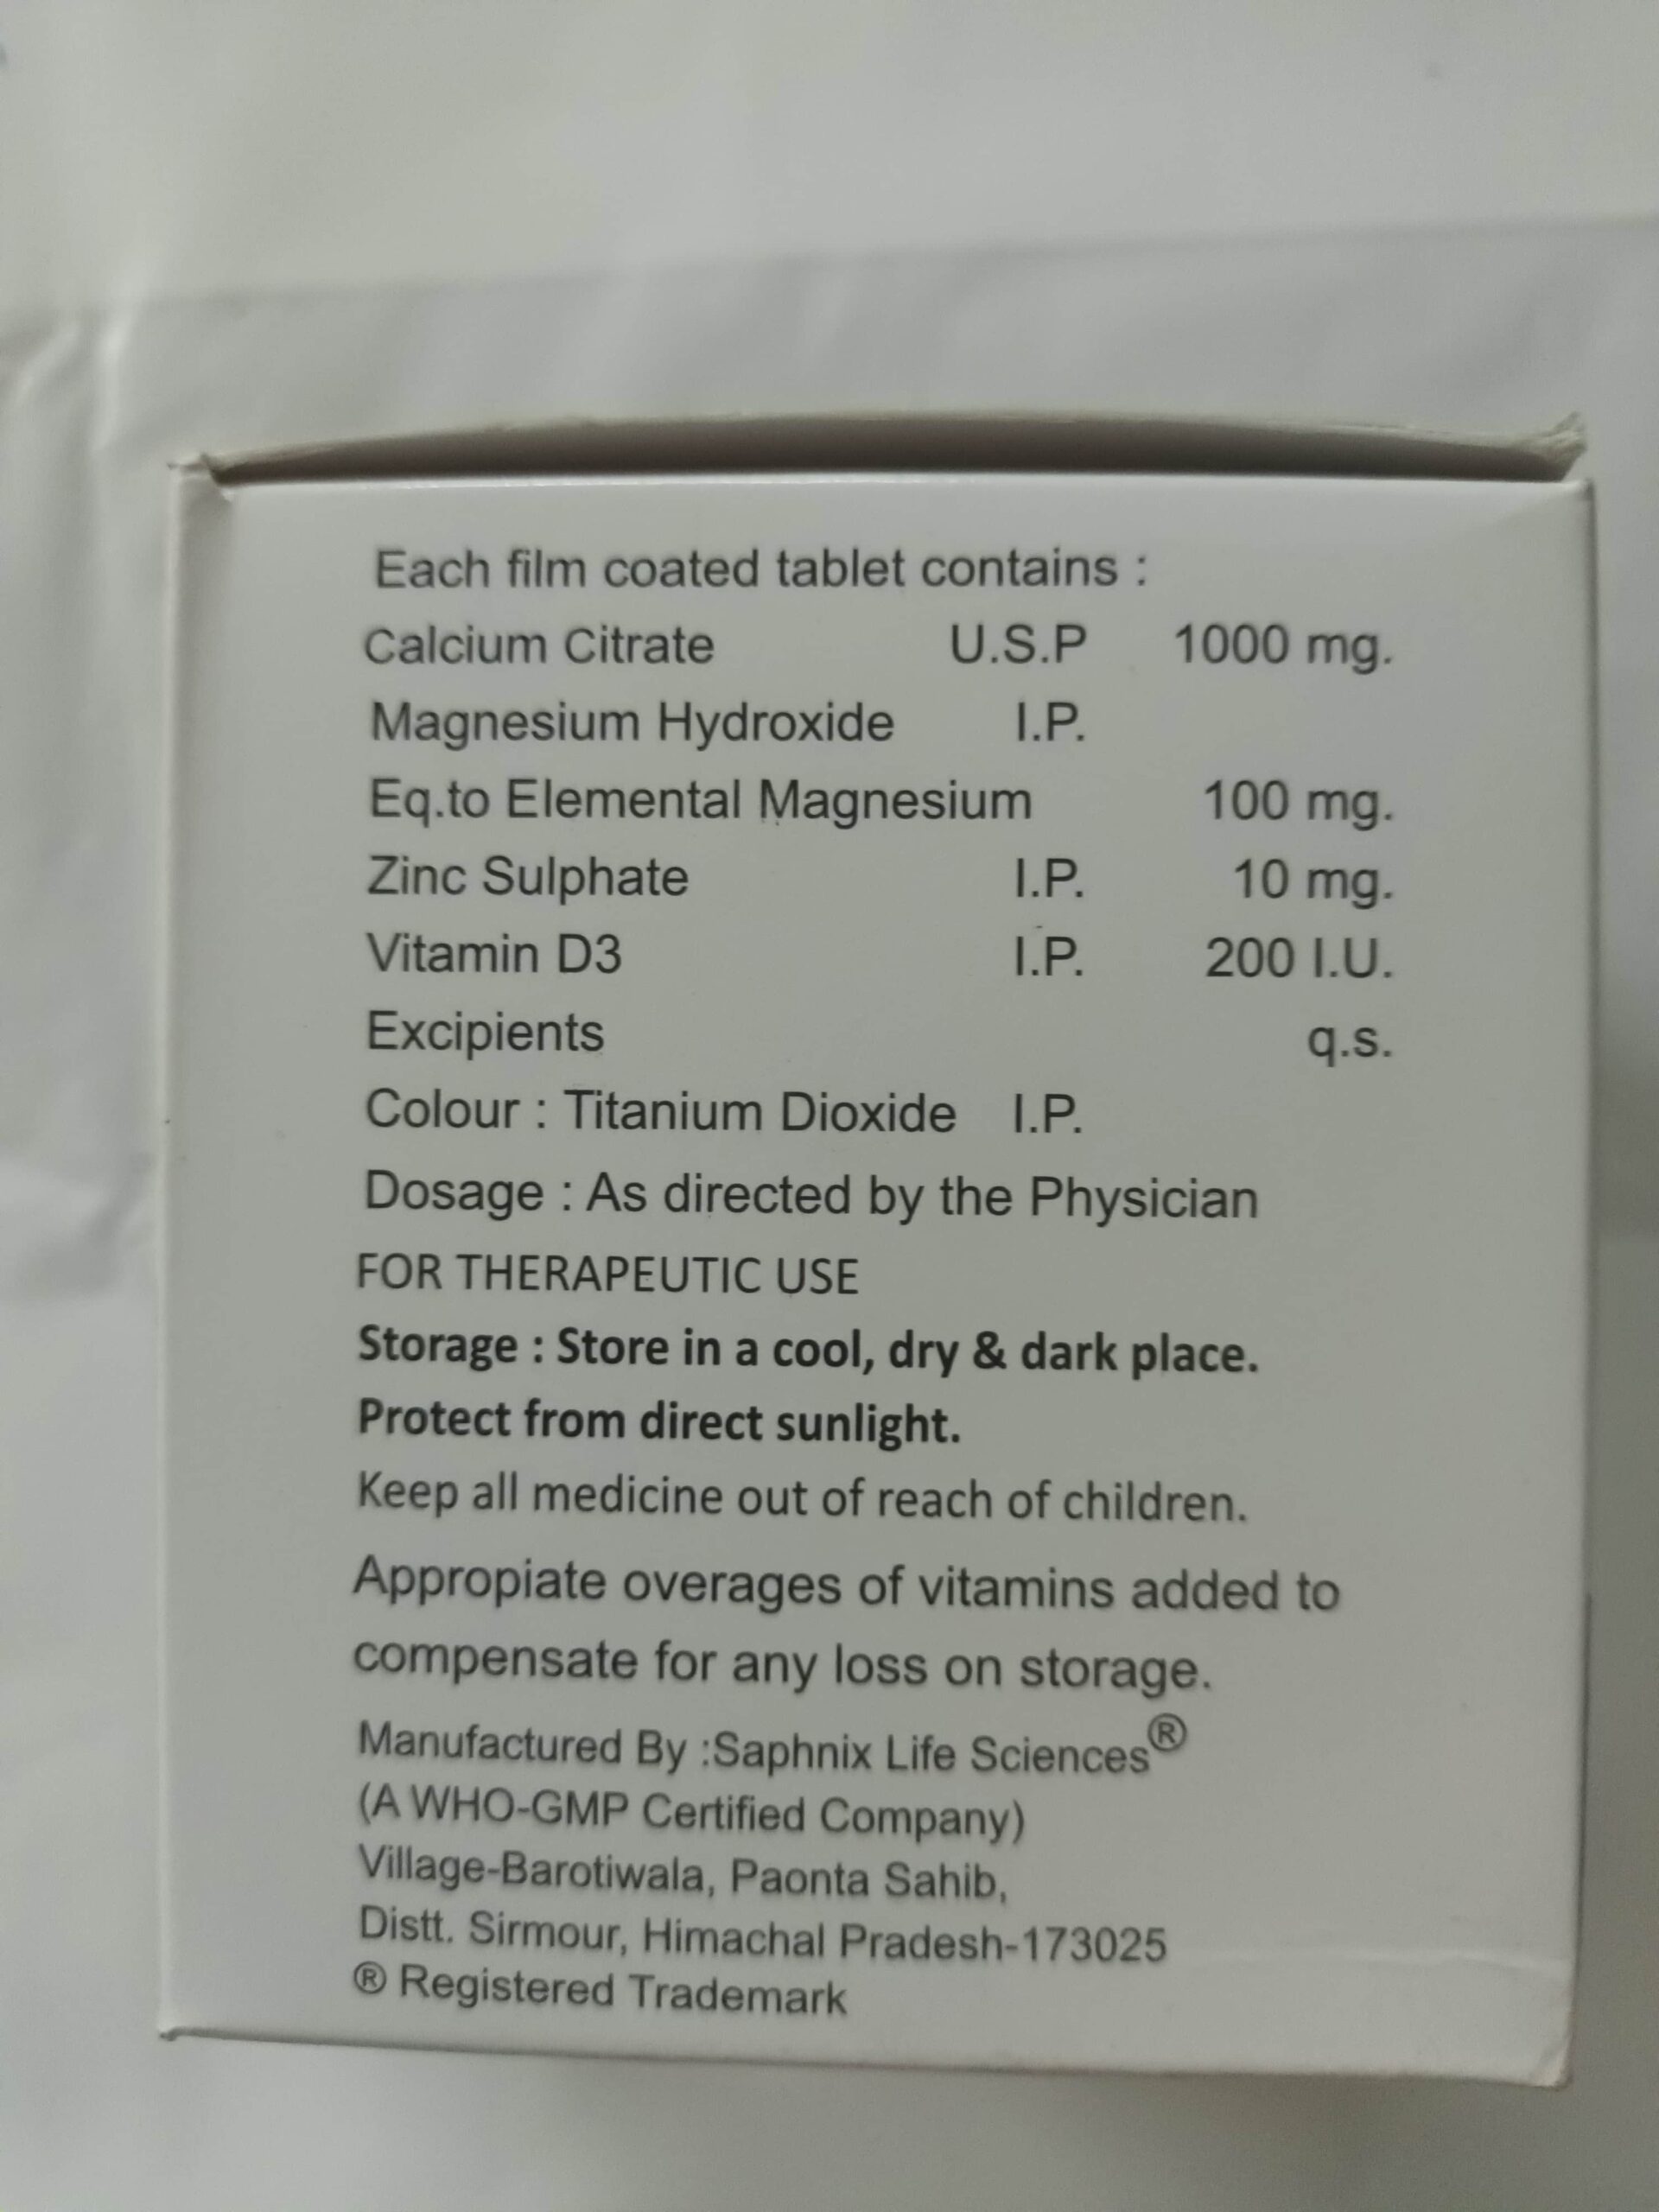 Each film coated tablet contains :
Calcium Citrate U.S.P 1000 mg.
Magnesium Hydroxide I.P.
Eq.to Elemental Magnesium 100 mg.
Zinc Sulphate I.P. 10 mg.
Vitamin D3 I.P. 200 I.U.
Excipients q.s.
Colour : Titanium Dioxide I.P.
Dosage : As directed by the Physician
FOR THERAPEUTIC USE
Storage : Store in a cool, dry & dark place.
Protect from direct sunlight.
Keep all medicine out of reach of children.
Appropiate overages of vitamins added to
compensate for any loss on storage.
Manufactured By :Saphnix Life Sciences®
(A WHO-GMP Certified Company)
Village-Barotiwala, Paonta Sahib,
Distt. Sirmour, Himachal Pradesh-173025
® Registered Trademark